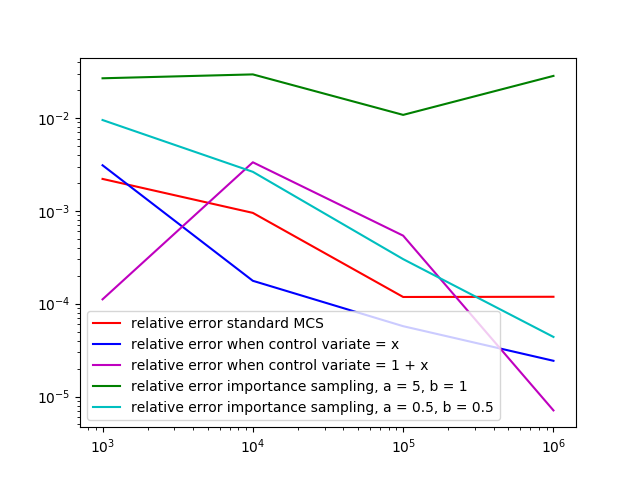 10⁻²
10⁻³
10⁻⁴
10⁻⁵
relative error standard MCS
relative error when control variate = x
relative error when control variate = 1 + x
relative error importance sampling, a = 5, b = 1
relative error importance sampling, a = 0.5, b = 0.5
10³ 10⁴ 10⁵ 10⁶